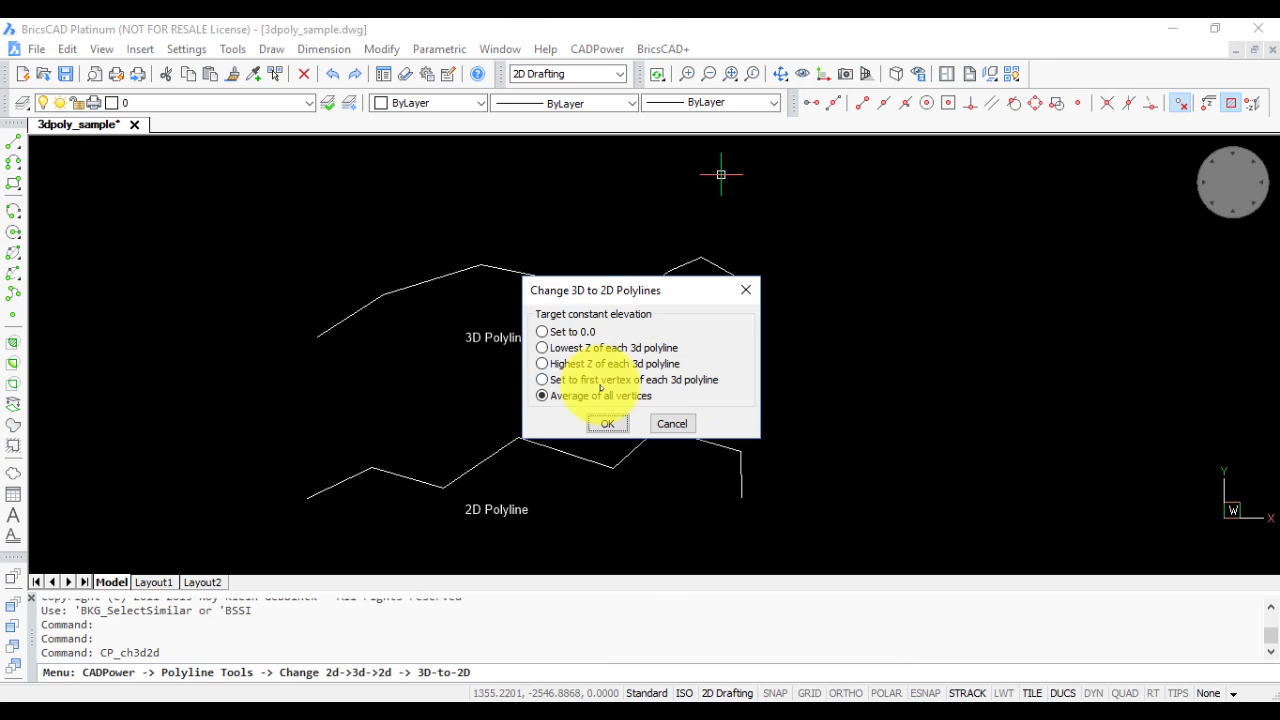 BricsCAD Platinum (NOT FOR RESALE License) - [3dpoly_sample.dwg]
File Edit View Insert Settings Tools Draw Dimension Modify Parametric Window Help CADPower BricsCAD+
2D Drafting
0 ByLayer ByLayer ByLayer
3dpoly_sample*
Change 3D to 2D Polylines
Target constant elevation
Set to 0.0
Lowest Z of each 3d polyline
Highest Z of each 3d polyline
Set to first vertex of each 3d polyline
Average of all vertices
OK Cancel
3D Polylin
2D Polyline
Y
W X
Model Layout1 Layout2
Use: 'BKG_SelectSimilar or 'BSSI
Command:
Command:
Command: CP_ch3d2d
Menu: CADPower -> Polyline Tools -> Change 2d->3d->2d -> 3D-to-2D
1355.2201, -2546.8868, 0.0000 Standard ISO 2D Drafting SNAP GRID ORTHO POLAR ESNAP STRACK LWT TILE DUCS DYN QUAD RT TIPS None